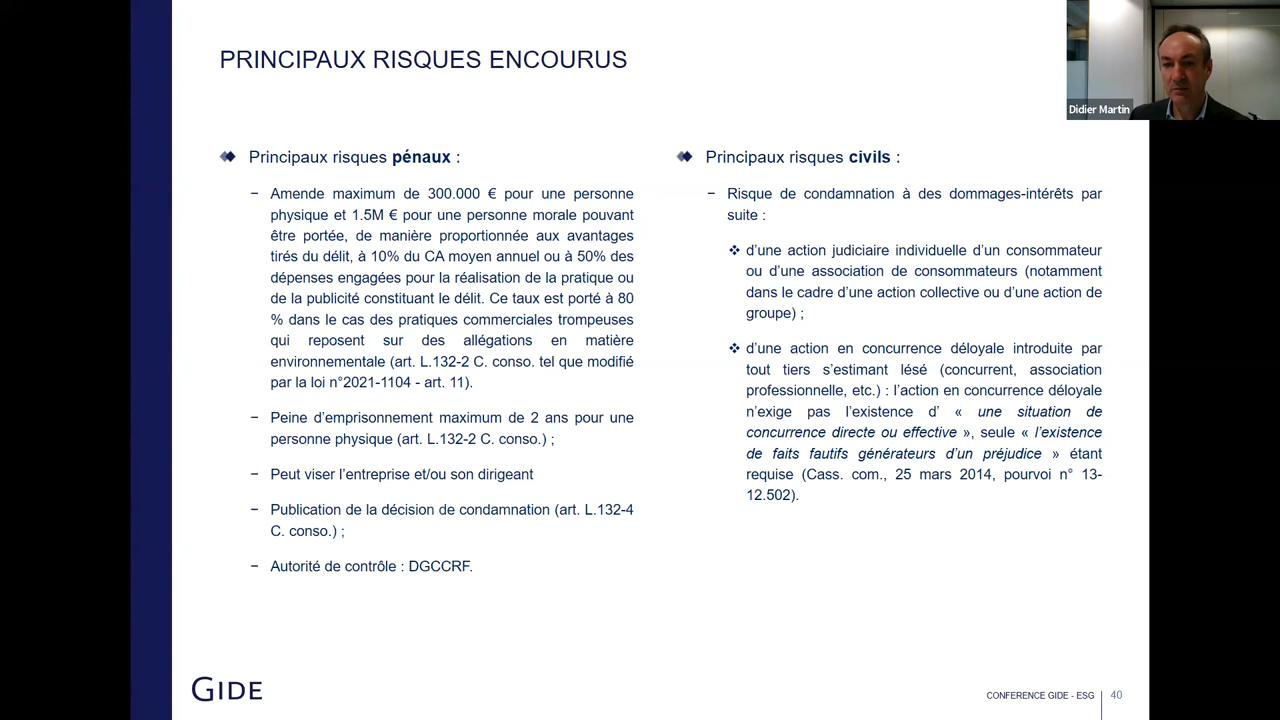 PRINCIPAUX RISQUES ENCOURUS
Didier Martin
Principaux risques pénaux :
− Amende maximum de 300.000 € pour une personne
physique et 1.5M € pour une personne morale pouvant
être portée, de manière proportionnée aux avantages
tirés du délit, à 10% du CA moyen annuel ou à 50% des
dépenses engagées pour la réalisation de la pratique ou
de la publicité constituant le délit. Ce taux est porté à 80
% dans le cas des pratiques commerciales trompeuses
qui reposent sur des allégations en matière
environnementale (art. L.132-2 C. conso. tel que modifié
par la loi n°2021-1104 - art. 11).
− Peine d’emprisonnement maximum de 2 ans pour une
personne physique (art. L.132-2 C. conso.) ;
− Peut viser l’entreprise et/ou son dirigeant
− Publication de la décision de condamnation (art. L.132-4
C. conso.) ;
− Autorité de contrôle : DGCCRF.
Principaux risques civils :
− Risque de condamnation à des dommages-intérêts par
suite :
❖ d’une action judiciaire individuelle d’un consommateur
ou d’une association de consommateurs (notamment
dans le cadre d’une action collective ou d’une action de
groupe) ;
❖ d’une action en concurrence déloyale introduite par
tout tiers s’estimant lésé (concurrent, association
professionnelle, etc.) : l’action en concurrence déloyale
n’exige pas l’existence d’ « une situation de
concurrence directe ou effective », seule « l’existence
de faits fautifs générateurs d’un préjudice » étant
requise (Cass. com., 25 mars 2014, pourvoi n° 13-
12.502).
GIDE
CONFERENCE GIDE - ESG
40